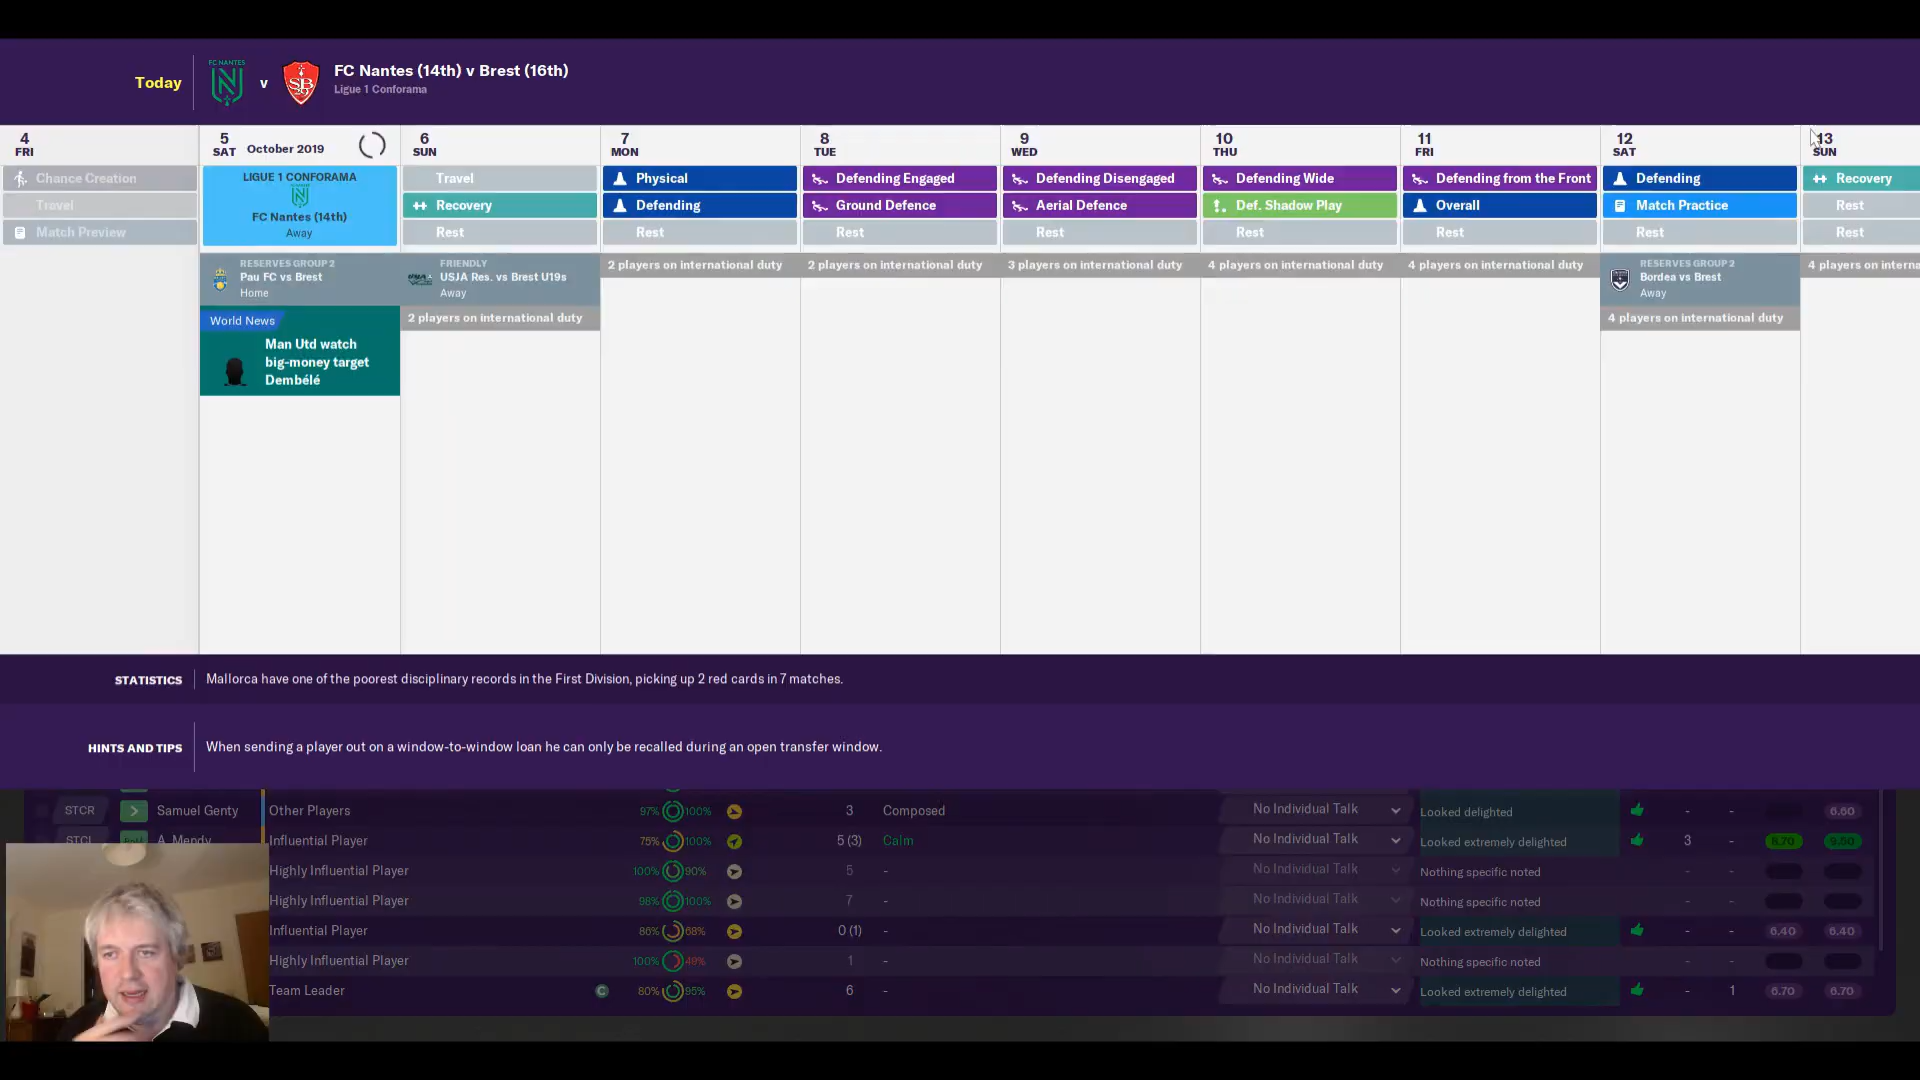 Today
FC NANTES
v
FC Nantes (14th) v Brest (16th)
Ligue 1 Conforama
4
FRI
Chance Creation
Travel
Match Preview
5
SAT
October 2019
LIGUE 1 CONFORAMA
FC Nantes (14th)
Away
RESERVES GROUP 2
Pau FC vs Brest
Home
World News
Man Utd watch
big-money target
Dembélé
6
SUN
Travel
Recovery
Rest
FRIENDLY
USJA Res. vs Brest U19s
Away
2 players on international duty
7
MON
Physical
Defending
Rest
2 players on international duty
8
TUE
Defending Engaged
Ground Defence
Rest
2 players on international duty
9
WED
Defending Disengaged
Aerial Defence
Rest
3 players on international duty
10
THU
Defending Wide
Def. Shadow Play
Rest
4 players on international duty
11
FRI
Defending from the Front
Overall
Rest
4 players on international duty
12
SAT
Defending
Match Practice
Rest
RESERVES GROUP 2
Bordea vs Brest
Away
4 players on international duty
13
SUN
Recovery
Rest
Rest
4 players on interna
STATISTICS
Mallorca have one of the poorest disciplinary records in the First Division, picking up 2 red cards in 7 matches.
HINTS AND TIPS
When sending a player out on a window-to-window loan he can only be recalled during an open transfer window.
STCR Samuel Genty Other Players 97% 100% 3 Composed No Individual Talk Looked delighted - - 6.60
STCL A. Mendy Influential Player 75% 100% 5 (3) Calm No Individual Talk Looked extremely delighted 3 - 8.70 9.60
Highly Influential Player 100% 90% 5 - No Individual Talk Nothing specific noted - -
Highly Influential Player 98% 100% 7 - No Individual Talk Nothing specific noted - -
Influential Player 86% 68% 0 (1) - No Individual Talk Looked extremely delighted - - 6.40 6.40
Highly Influential Player 100% 49% 1 - No Individual Talk Nothing specific noted - -
Team Leader C 80% 95% 6 - No Individual Talk Looked extremely delighted - 1 6.70 6.70